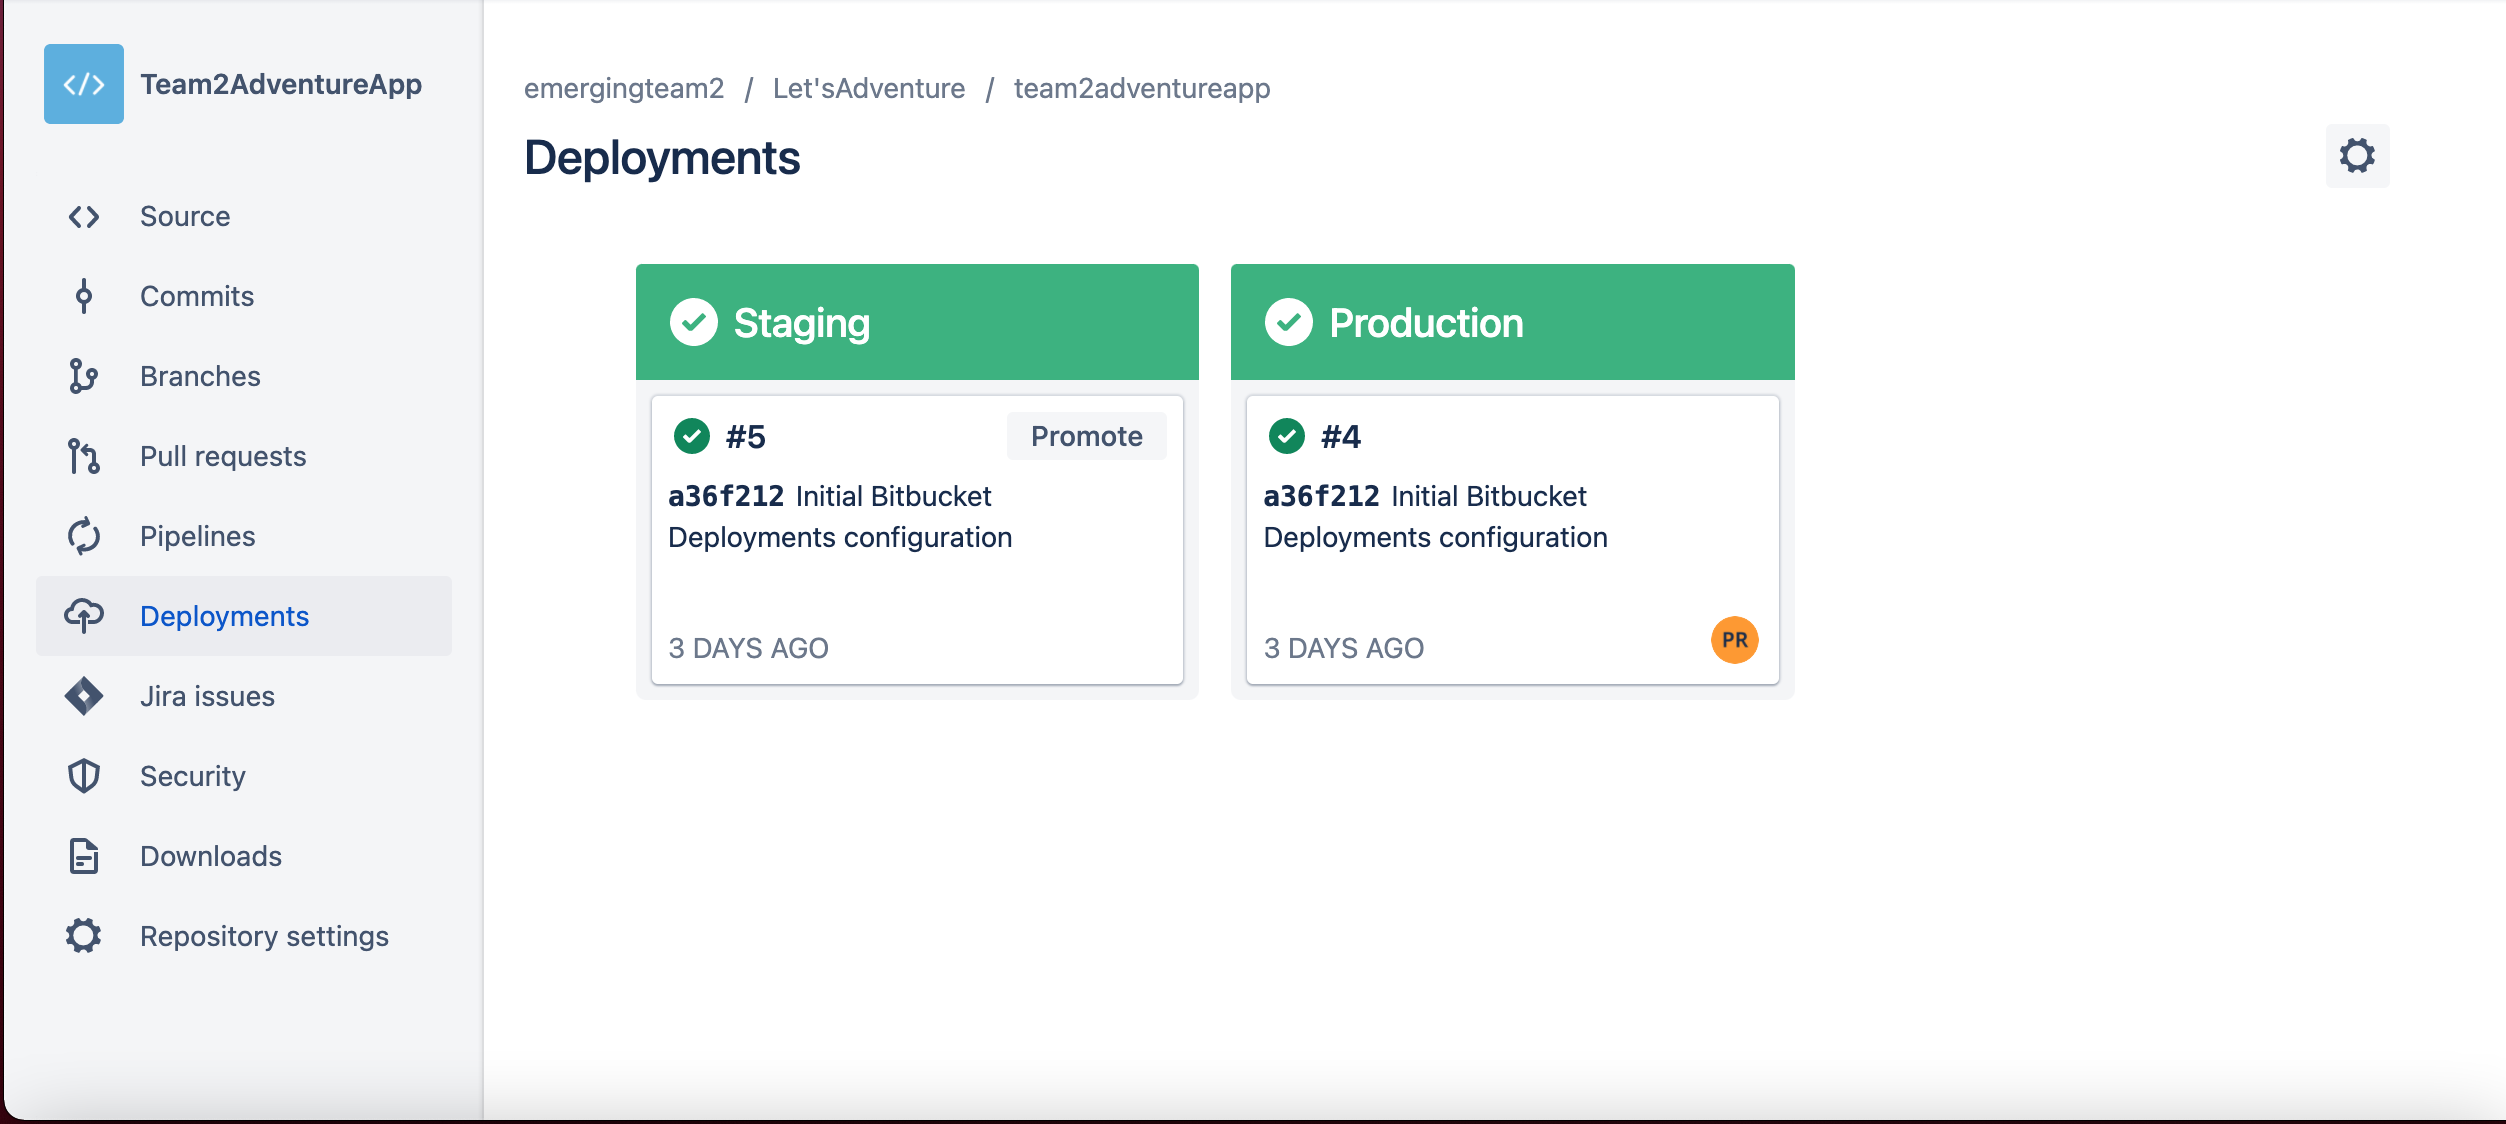 Team2AdventureApp
Source
Commits
Branches
Pull requests
Pipelines
Deployments
Jira issues
Security
Downloads
Repository settings
emergingteam2 / Let'sAdventure / team2adventureapp
Deployments
Staging
#5 Promote
a36f212 Initial Bitbucket
Deployments configuration
3 DAYS AGO
Production
#4
a36f212 Initial Bitbucket
Deployments configuration
3 DAYS AGO PR